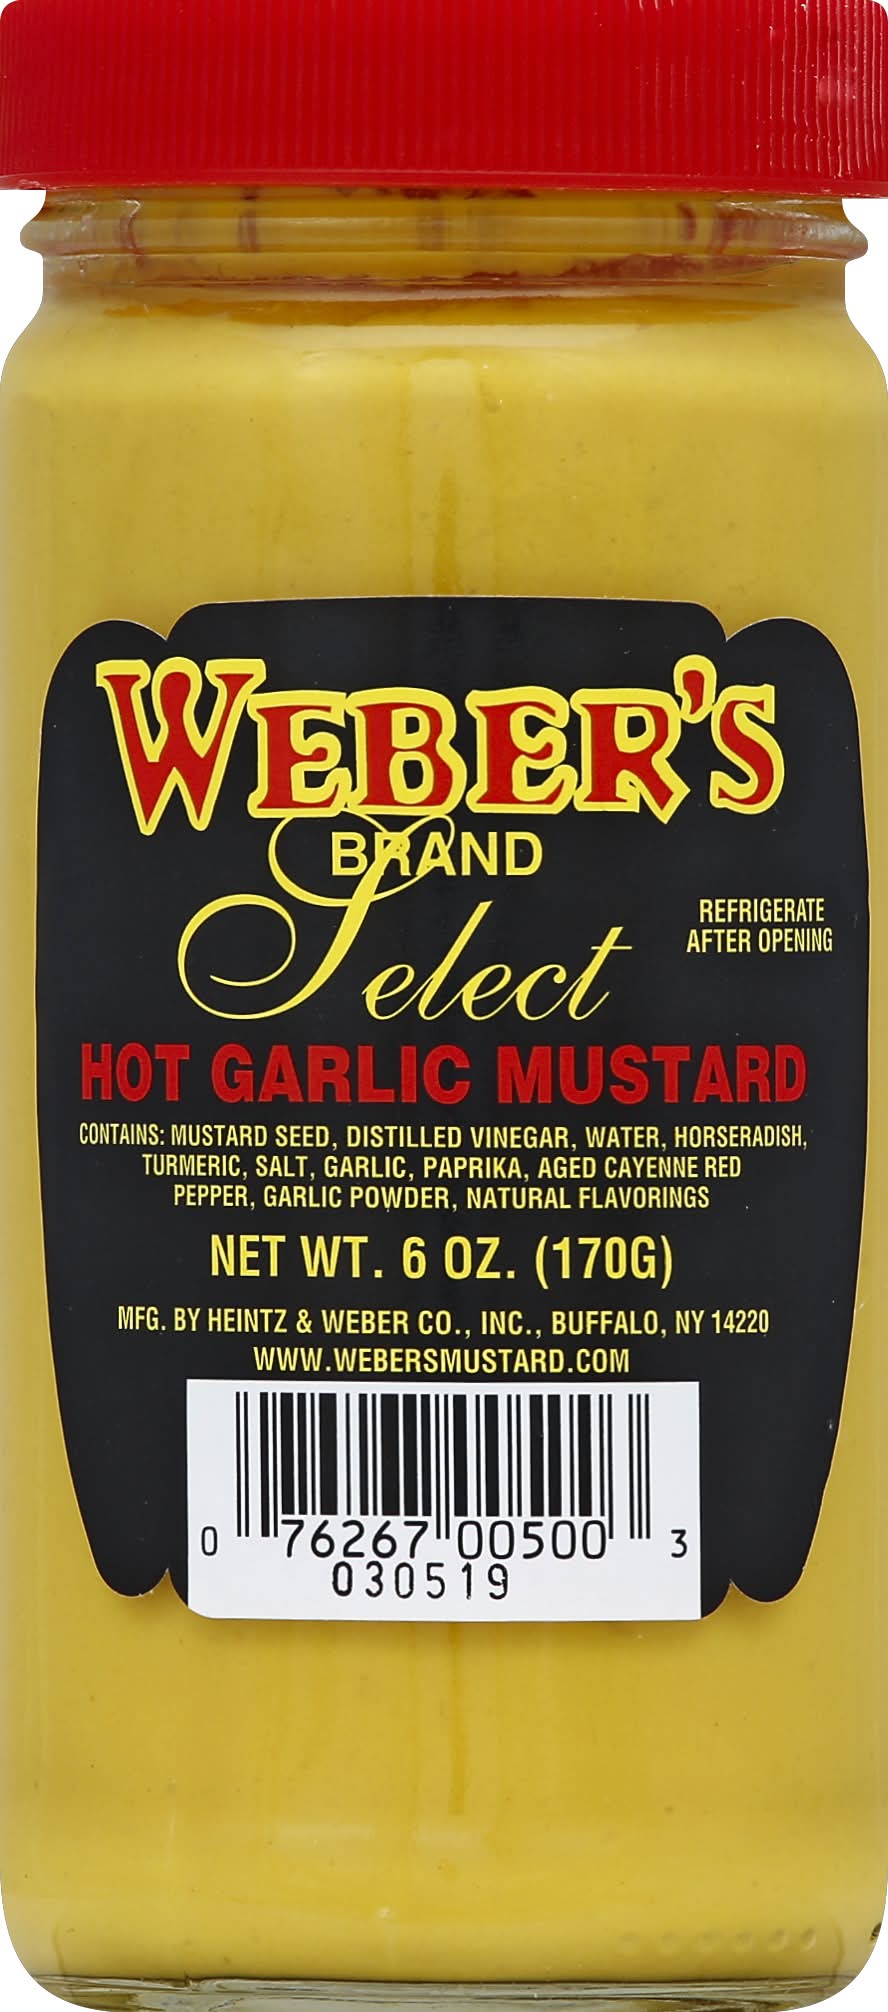 WEBER'S
BRAND
Select
REFRIGERATE
AFTER OPENING
HOT GARLIC MUSTARD
CONTAINS: MUSTARD SEED, DISTILLED VINEGAR, WATER, HORSERADISH,
TURMERIC, SALT, GARLIC, PAPRIKA, AGED CAYENNE RED
PEPPER, GARLIC POWDER, NATURAL FLAVORINGS
NET WT. 6 OZ. (170G)
MFG. BY HEINTZ & WEBER CO., INC., BUFFALO, NY 14220
WWW.WEBERSMUSTARD.COM
0 76267 00500 3
030519